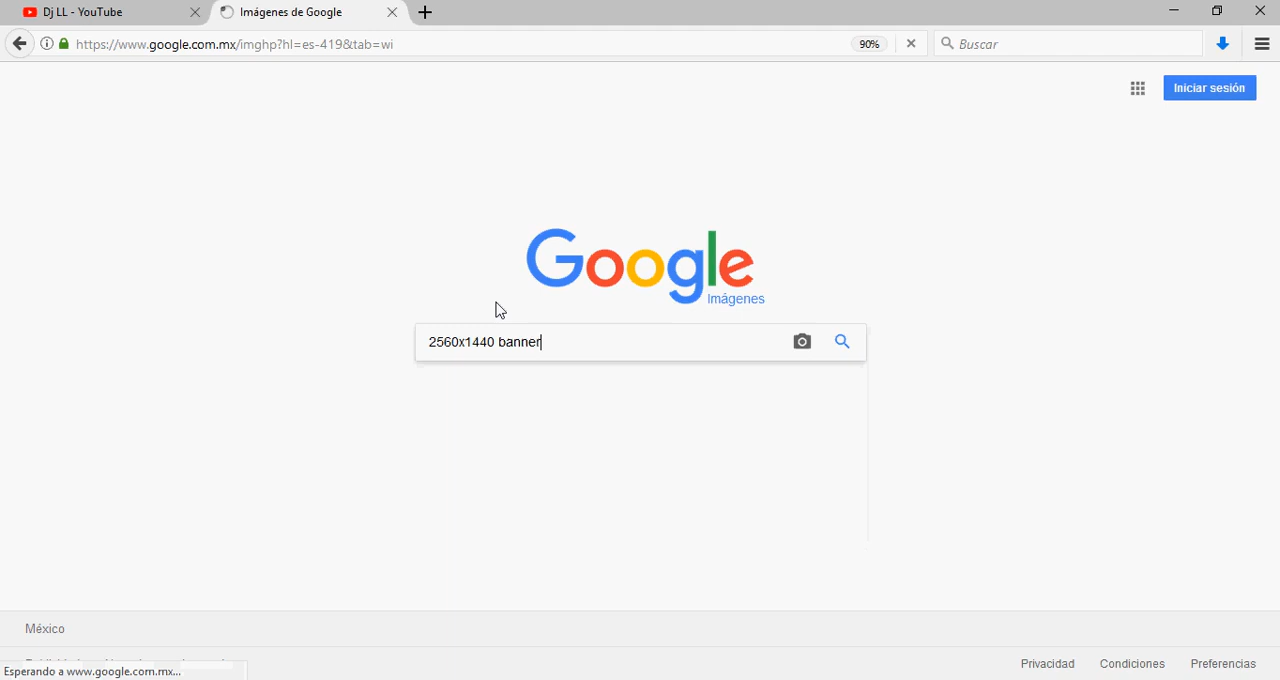 Dj LL - YouTube
Imágenes de Google
https://www.google.com.mx/imghp?hl=es-419&tab=wi
90%
Buscar
Iniciar sesión
Google
Imágenes
2560x1440 banner
México
Privacidad Condiciones Preferencias
Esperando a www.google.com.mx...